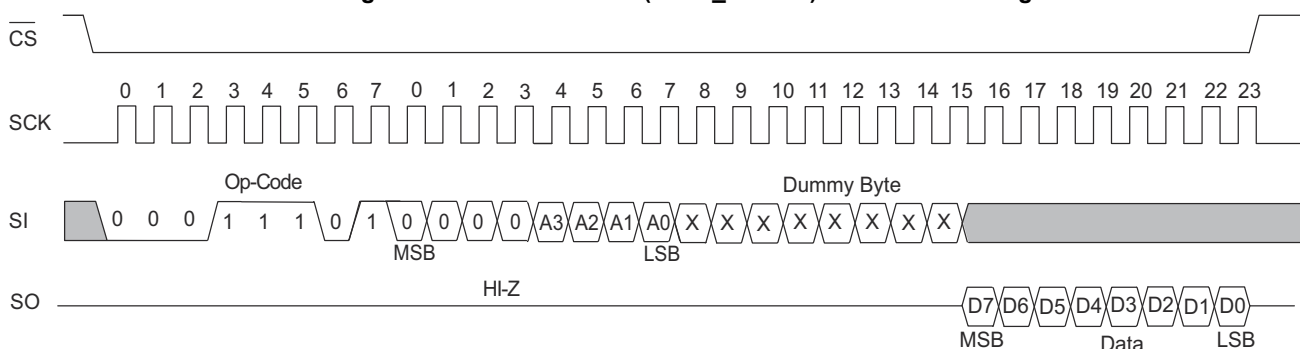 CS
0 1 2 3 4 5 6 7 0 1 2 3 4 5 6 7 8 9 10 11 12 13 14 15 16 17 18 19 20 21 22 23
SCK
Op-Code
Dummy Byte
SI
0 0 0 1 1 1 0 1 0 0 0 0 A3 A2 A1 A0 X X X X X X X X
MSB
LSB
HI-Z
SO
D7 D6 D5 D4 D3 D2 D1 D0
MSB
Data
LSB